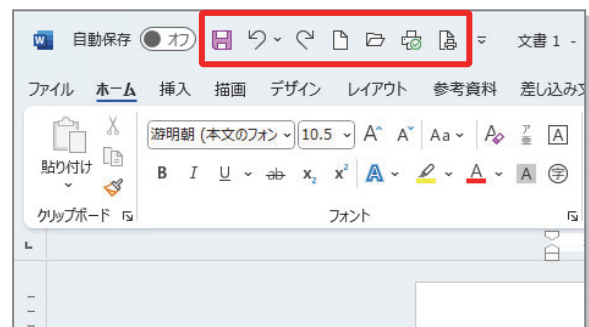 自動保存 オフ 文書 1 -
ファイル ホーム 挿入 描画 デザイン レイアウト 参考資料 差し込み文
游明朝 (本文のフォン 10.5 A A Aa A ア亜 A
貼り付け
B I U ab x₂ x² A A A 字
クリップボード フォント